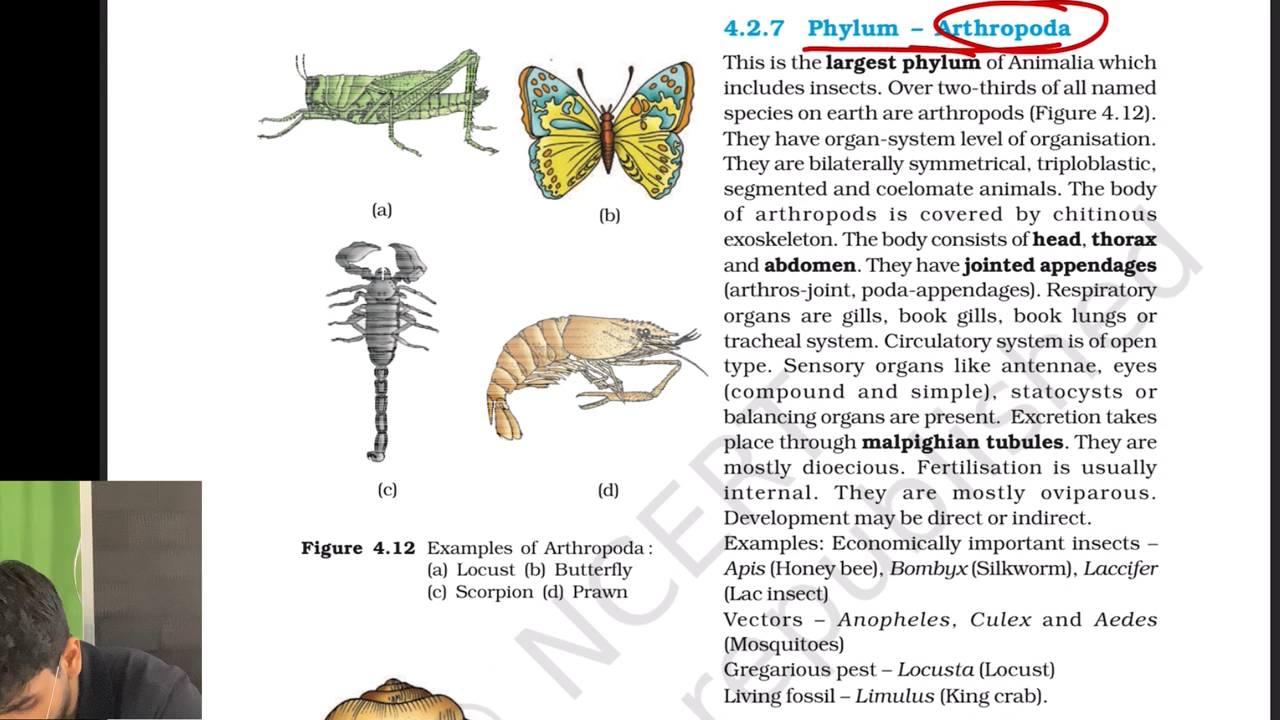 4.2.7 Phylum – Arthropoda
This is the largest phylum of Animalia which
includes insects. Over two-thirds of all named
species on earth are arthropods (Figure 4.12).
They have organ-system level of organisation.
They are bilaterally symmetrical, triploblastic,
segmented and coelomate animals. The body
of arthropods is covered by chitinous
exoskeleton. The body consists of head, thorax
and abdomen. They have jointed appendages
(arthros-joint, poda-appendages). Respiratory
organs are gills, book gills, book lungs or
tracheal system. Circulatory system is of open
type. Sensory organs like antennae, eyes
(compound and simple), statocysts or
balancing organs are present. Excretion takes
place through malpighian tubules. They are
mostly dioecious. Fertilisation is usually
internal. They are mostly oviparous.
Development may be direct or indirect.
Examples: Economically important insects –
Apis (Honey bee), Bombyx (Silkworm), Laccifer
(Lac insect)
Vectors – Anopheles, Culex and Aedes
(Mosquitoes)
Gregarious pest – Locusta (Locust)
Living fossil – Limulus (King crab).
(a)
(b)
(c)
(d)
Figure 4.12 Examples of Arthropoda :
(a) Locust (b) Butterfly
(c) Scorpion (d) Prawn
NCERT
republished